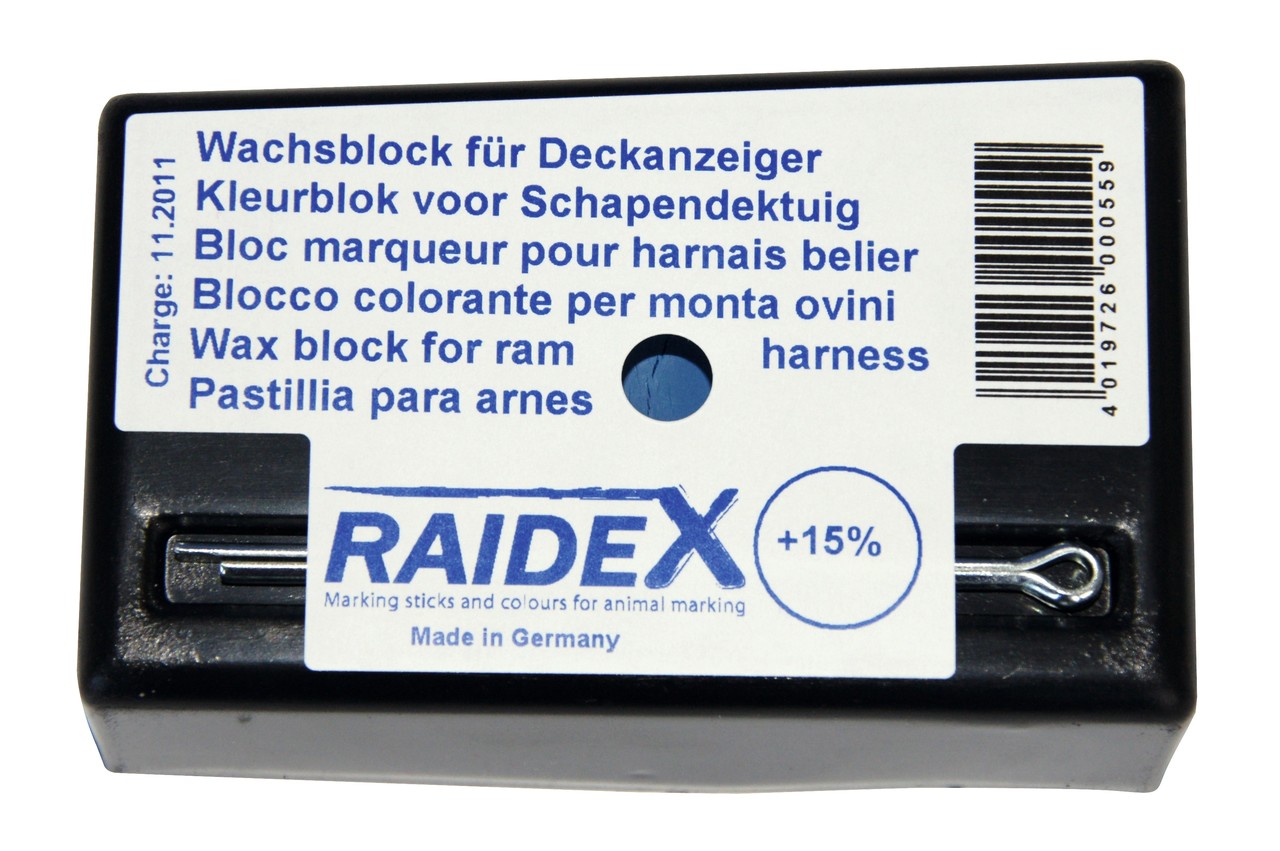 Wachsblock für Deckanzeiger
Kleurblok voor Schapendektuig
Bloc marqueur pour harnais belier
Blocco colorante per monta ovini
Wax block for ram harness
Pastillia para arnes
Charge: 11.2011
4 019726 000559
RAIDEX
+15%
Marking sticks and colours for animal marking
Made in Germany